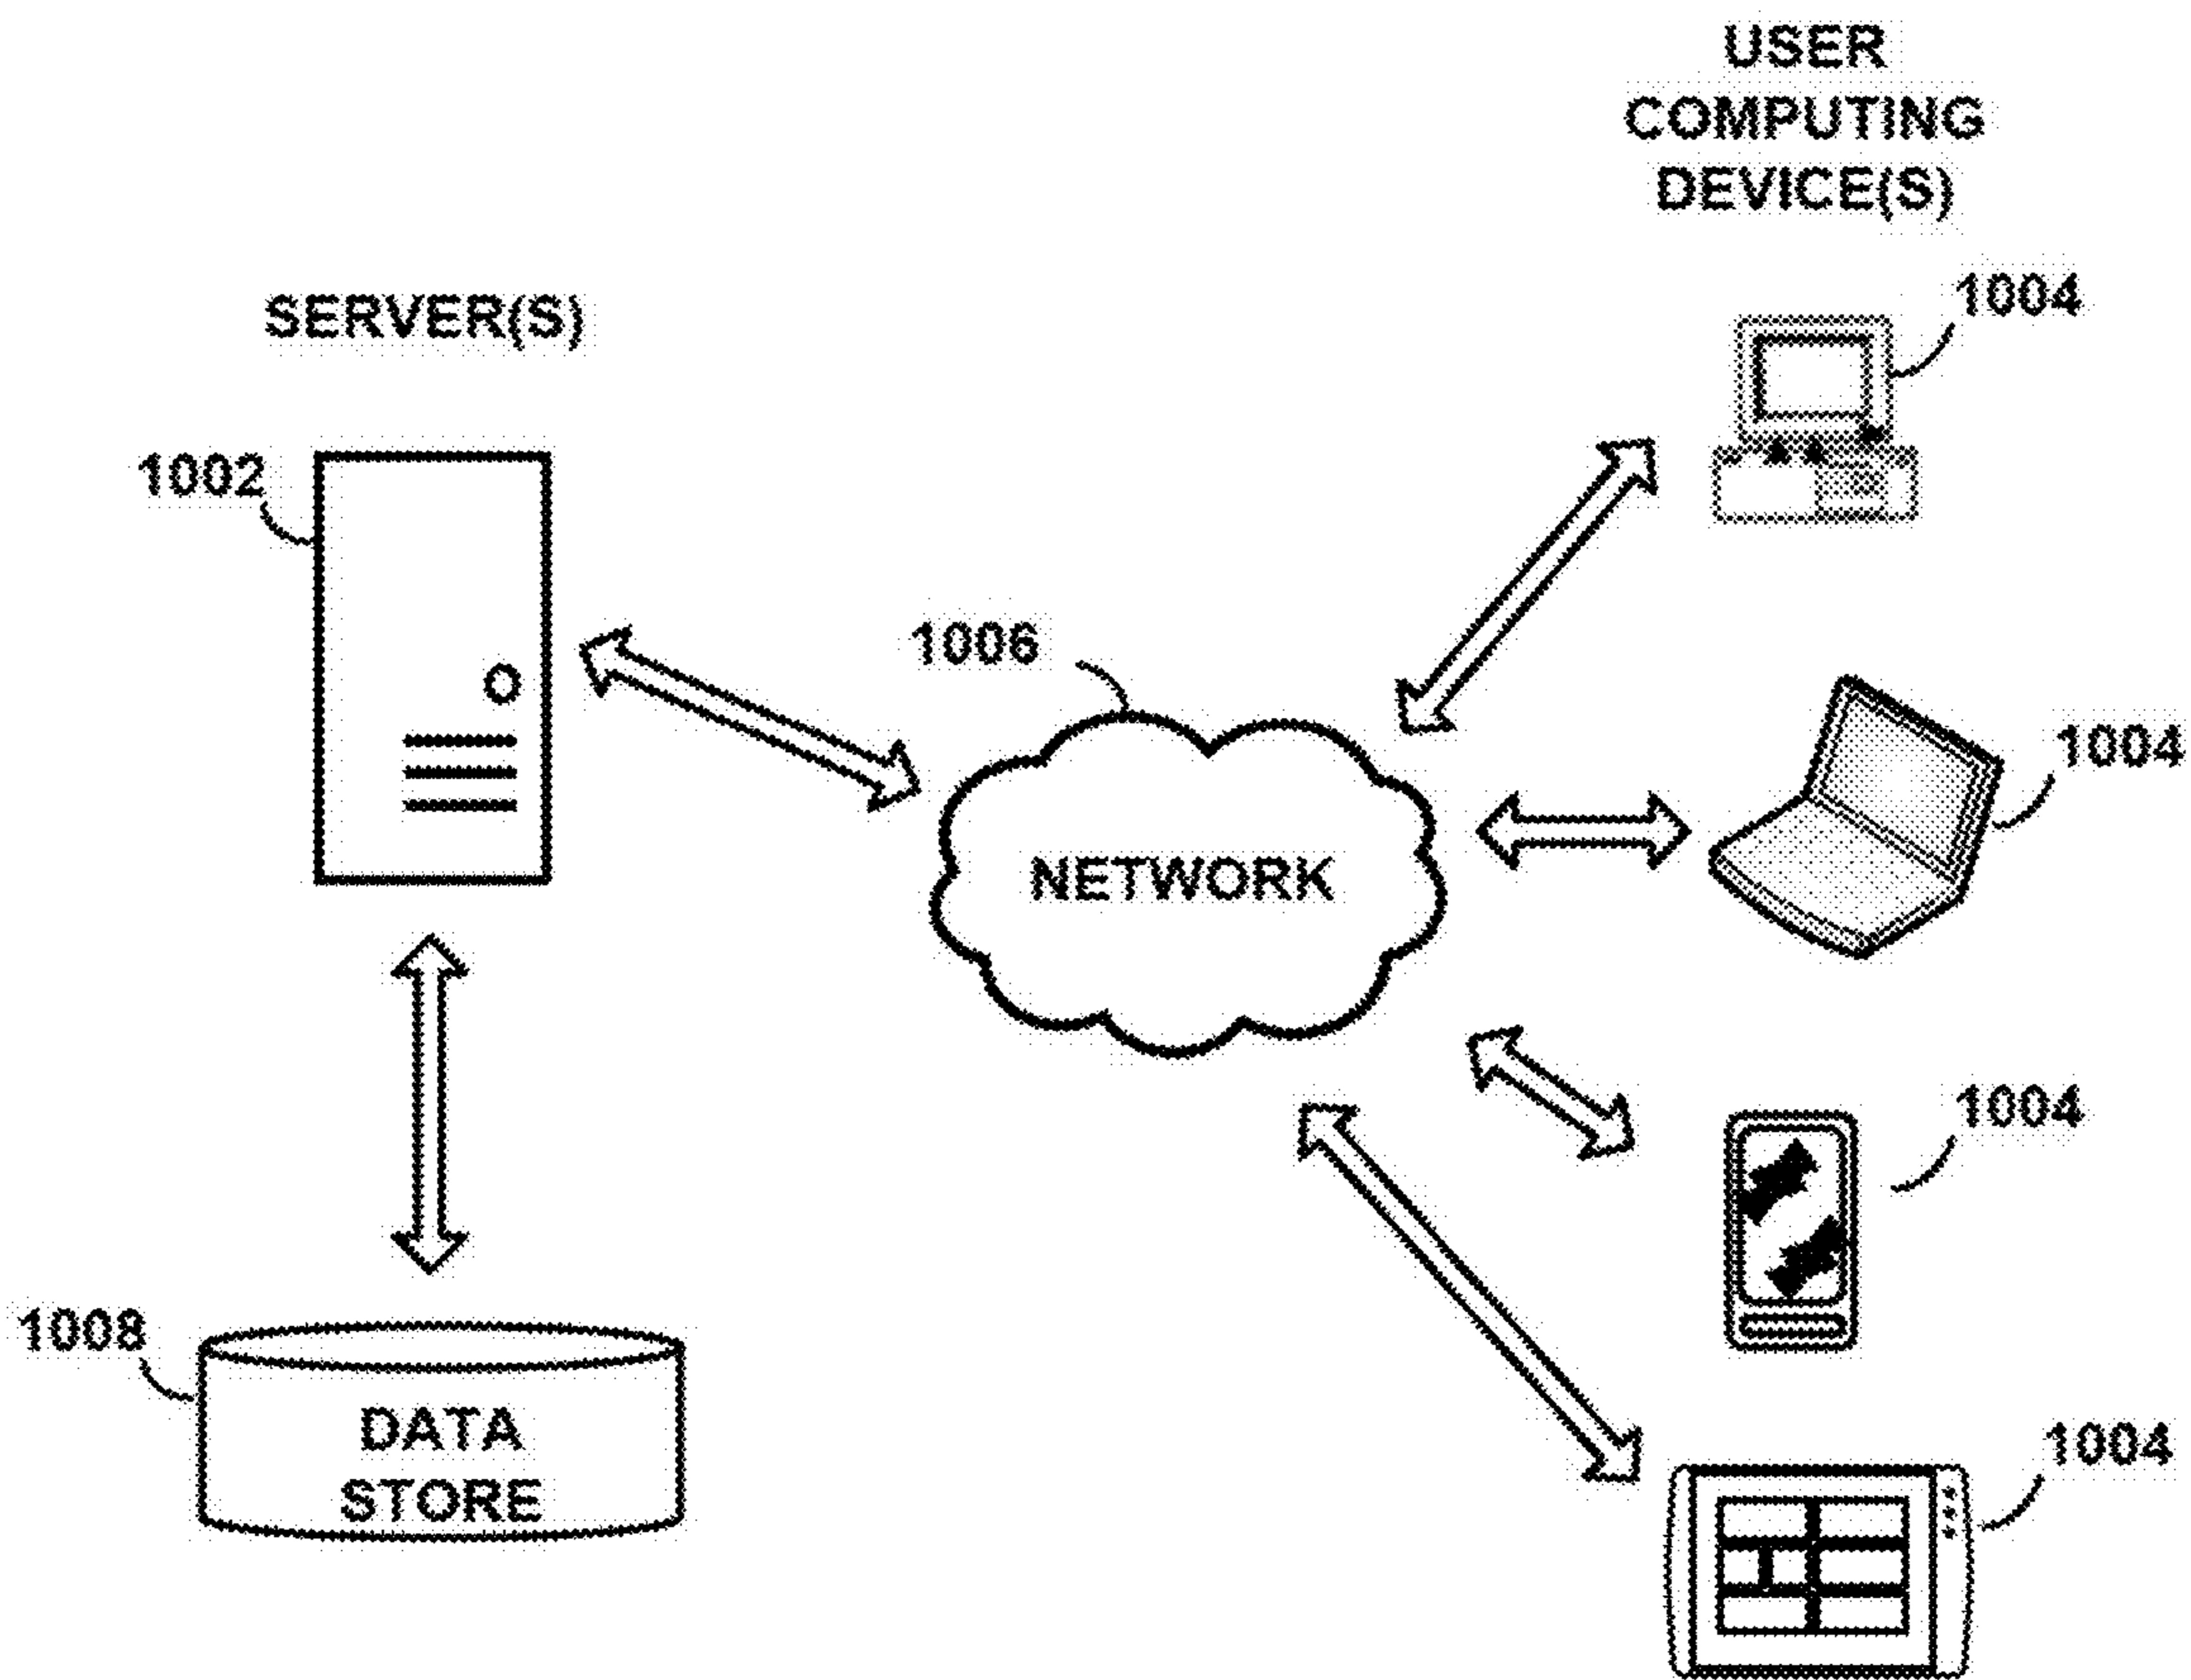 USER
COMPUTING
DEVICE(S)
1004
SERVER(S)
1002
1006
1004
NETWORK
1004
1008
DATA
STORE
1004